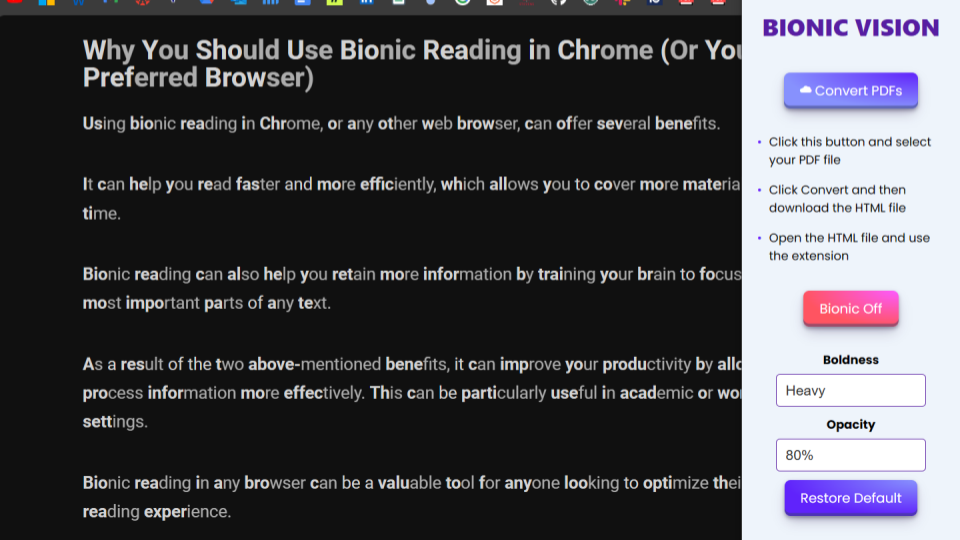 Why You Should Use Bionic Reading in Chrome (Or You
Preferred Browser)
Using bionic reading in Chrome, or any other web browser, can offer several benefits.
It can help you read faster and more efficiently, which allows you to cover more materia
time.
Bionic reading can also help you retain more information by training your brain to focus
most important parts of any text.
As a result of the two above-mentioned benefits, it can improve your productivity by allo
process information more effectively. This can be particularly useful in academic or wo
settings.
Bionic reading in any browser can be a valuable tool for anyone looking to optimize thei
reading experience.
BIONIC VISION
Convert PDFs
• Click this button and select
your PDF file
• Click Convert and then
download the HTML file
• Open the HTML file and use
the extension
Bionic Off
Boldness
Heavy
Opacity
80%
Restore Default